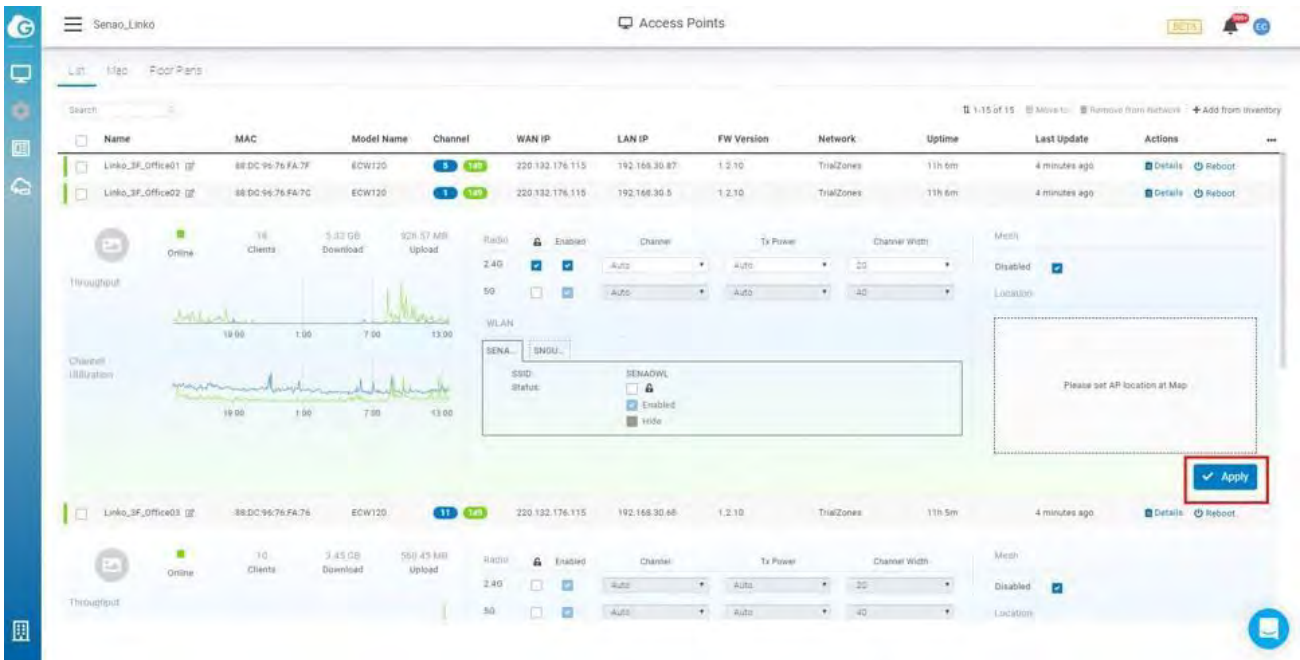 Senao_Linko Access Points BETA EC
List Map Floor Plans
Search 1-15 of 15 Move to Remove from Network + Add from Inventory
Name MAC Model Name Channel WAN IP LAN IP FW Version Network Uptime Last Update Actions
Linko_3F_Office01 88:DC:96:76:FA:7F ECW120 5 149 220.132.176.115 192.168.30.87 1.2.10 TrialZones 11h 6m 4 minutes ago Details Reboot
Linko_3F_Office02 88:DC:96:76:FA:7C ECW120 1 149 220.132.176.115 192.168.30.5 1.2.10 TrialZones 11h 6m 4 minutes ago Details Reboot
Online Clients Download Upload
Radio Enabled Channel Tx Power Channel Width
2.4G Auto Auto 20
5G Auto Auto 40
Mesh
Disabled
Location
Please set AP location at Map
Throughput
19:00 1:00 7:00 13:00
Channel
Utilization
19:00 1:00 7:00 13:00
WLAN
SENA... SNGU...
SSID: SENAOWL
Status:
Enabled
Hide
Apply
Linko_3F_Office03 88:DC:96:76:FA:76 ECW120 11 149 220.132.176.115 192.168.30.68 1.2.10 TrialZones 11h 5m 4 minutes ago Details Reboot
Online 10 3.45 GB 560.45 MB
Clients Download Upload
Radio Enabled Channel Tx Power Channel Width
2.4G Auto Auto 20
5G Auto Auto 40
Mesh
Disabled
Location
Throughput